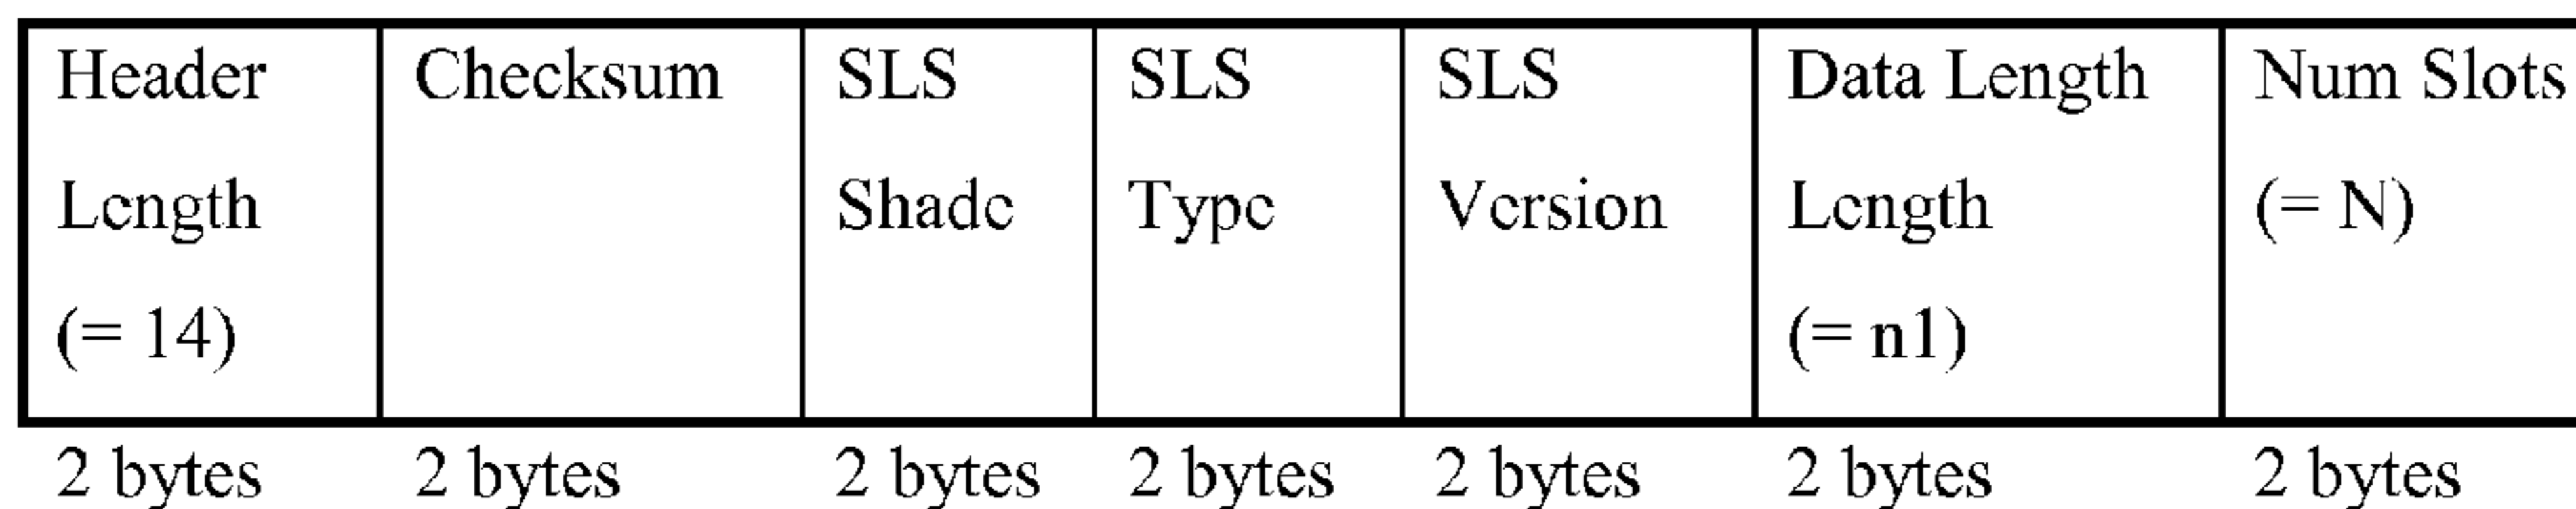 Header Length (= 14)
Checksum
SLS Shade
SLS Type
SLS Version
Data Length Length (= n1)
Num Slots (= N)
2 bytes 2 bytes 2 bytes 2 bytes 2 bytes 2 bytes 2 bytes